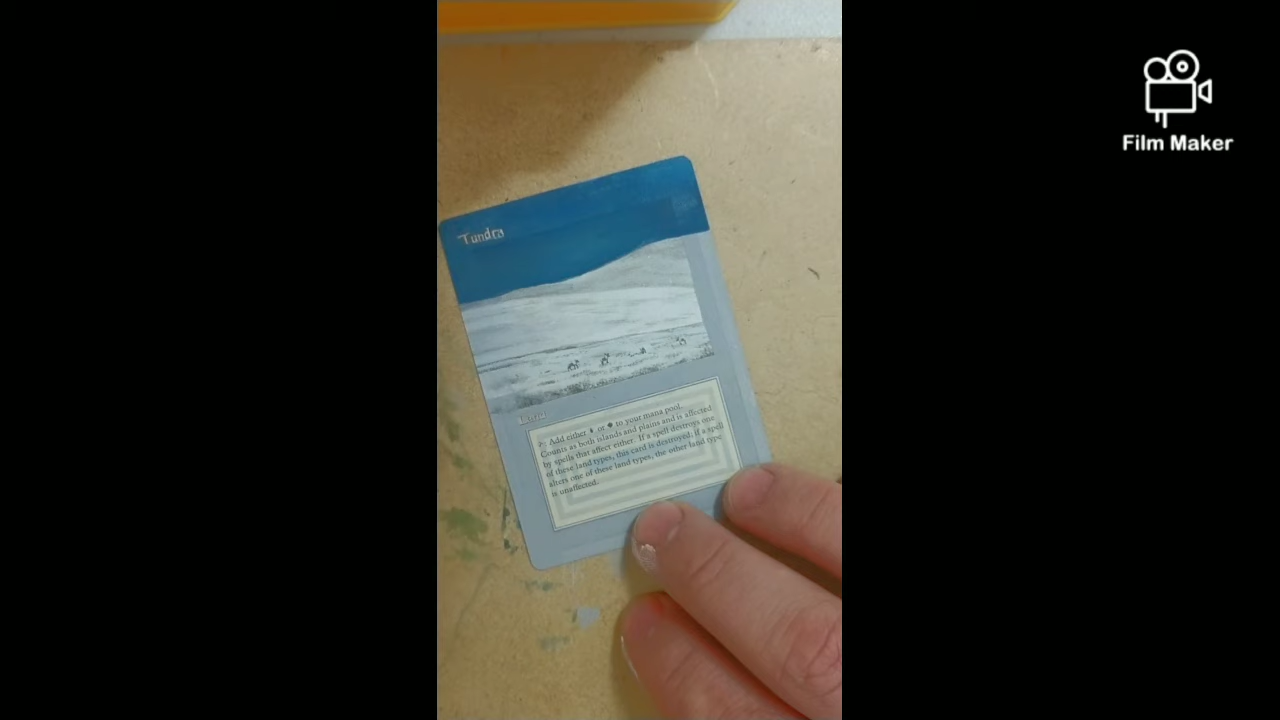 Film Maker
Tundra
Land
: Add either or to your mana pool.
Counts as both islands and plains and is affected
by spells that affect either. If a spell destroys one
of these land types, this card is destroyed; if a spell
alters one of these land types, the other land type
is unaffected.